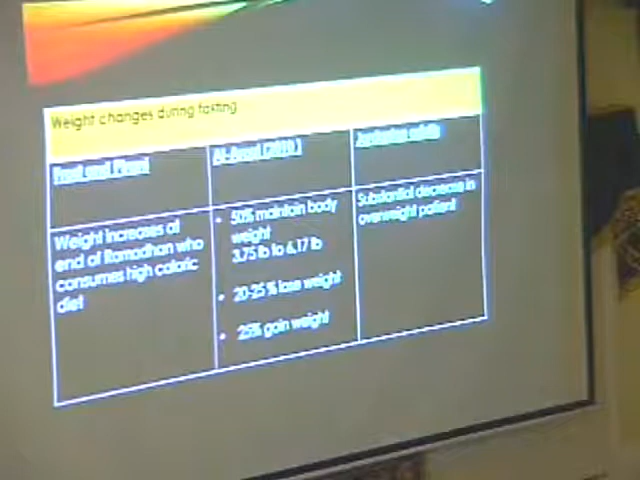 Weight changes during fasting
Frost and Pirani
Al-Arouj (2010)
Weight increases at
end of Ramadhan who
consumes high caloric
diet
• 50% maintain body
weight
3.75 lb to 6.17 lb
• 20-25 % lose weight
• 25% gain weight
Substantial decrease in
overweight patient